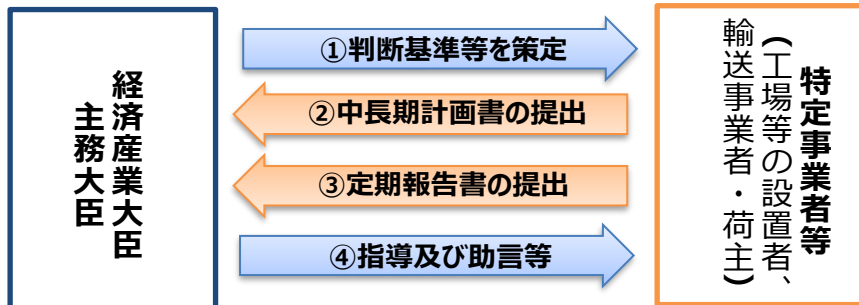 経済産業大臣
主務大臣
①判断基準等を策定
②中長期計画書の提出
③定期報告書の提出
④指導及び助言等
特定事業者等
(工場等の設置者、
輸送事業者・荷主)